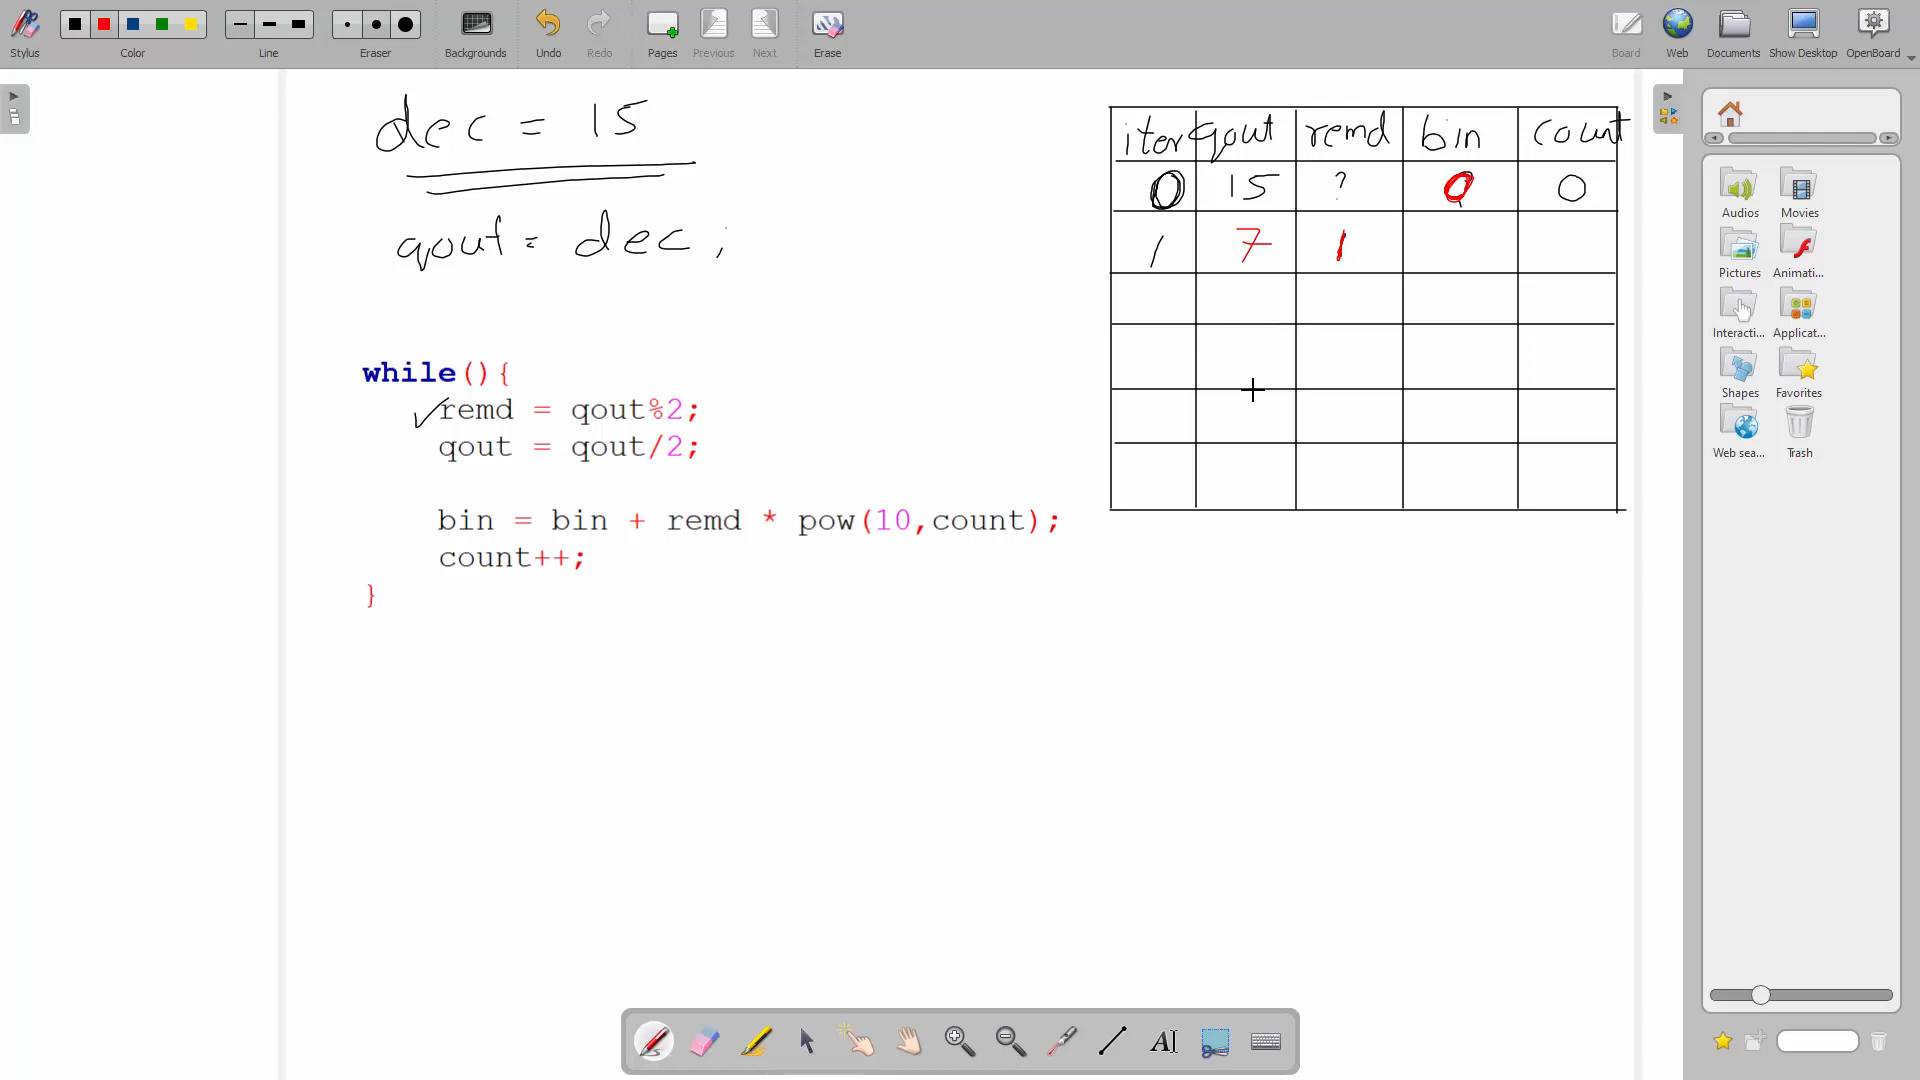 Stylus Color Line Eraser Backgrounds Undo Redo Pages Previous Next Erase Board Web Documents Show Desktop OpenBoard
dec = 15
qout = dec ;
while(){
remd = qout%2;
qout = qout/2;
bin = bin + remd * pow(10,count);
count++;
}
iter qout remd bin count
0 15 ? 0 0
1 7 1
Audios Movies
Pictures Animati...
Interacti... Applicat...
Shapes Favorites
Web sea... Trash